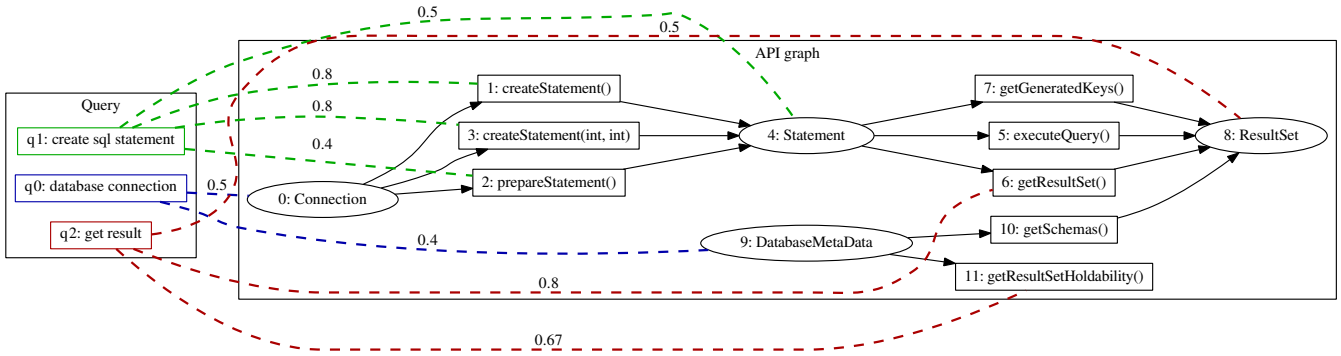 0.5
0.5
API graph
0.8
1: createStatement()
7: getGeneratedKeys()
Query
0.8
q1: create sql statement
3: createStatement(int, int)
4: Statement
5: executeQuery()
8: ResultSet
0.4
2: prepareStatement()
6: getResultSet()
q0: database connection
0.5
0: Connection
q2: get result
10: getSchemas()
0.4
9: DatabaseMetaData
11: getResultSetHoldability()
0.8
0.67